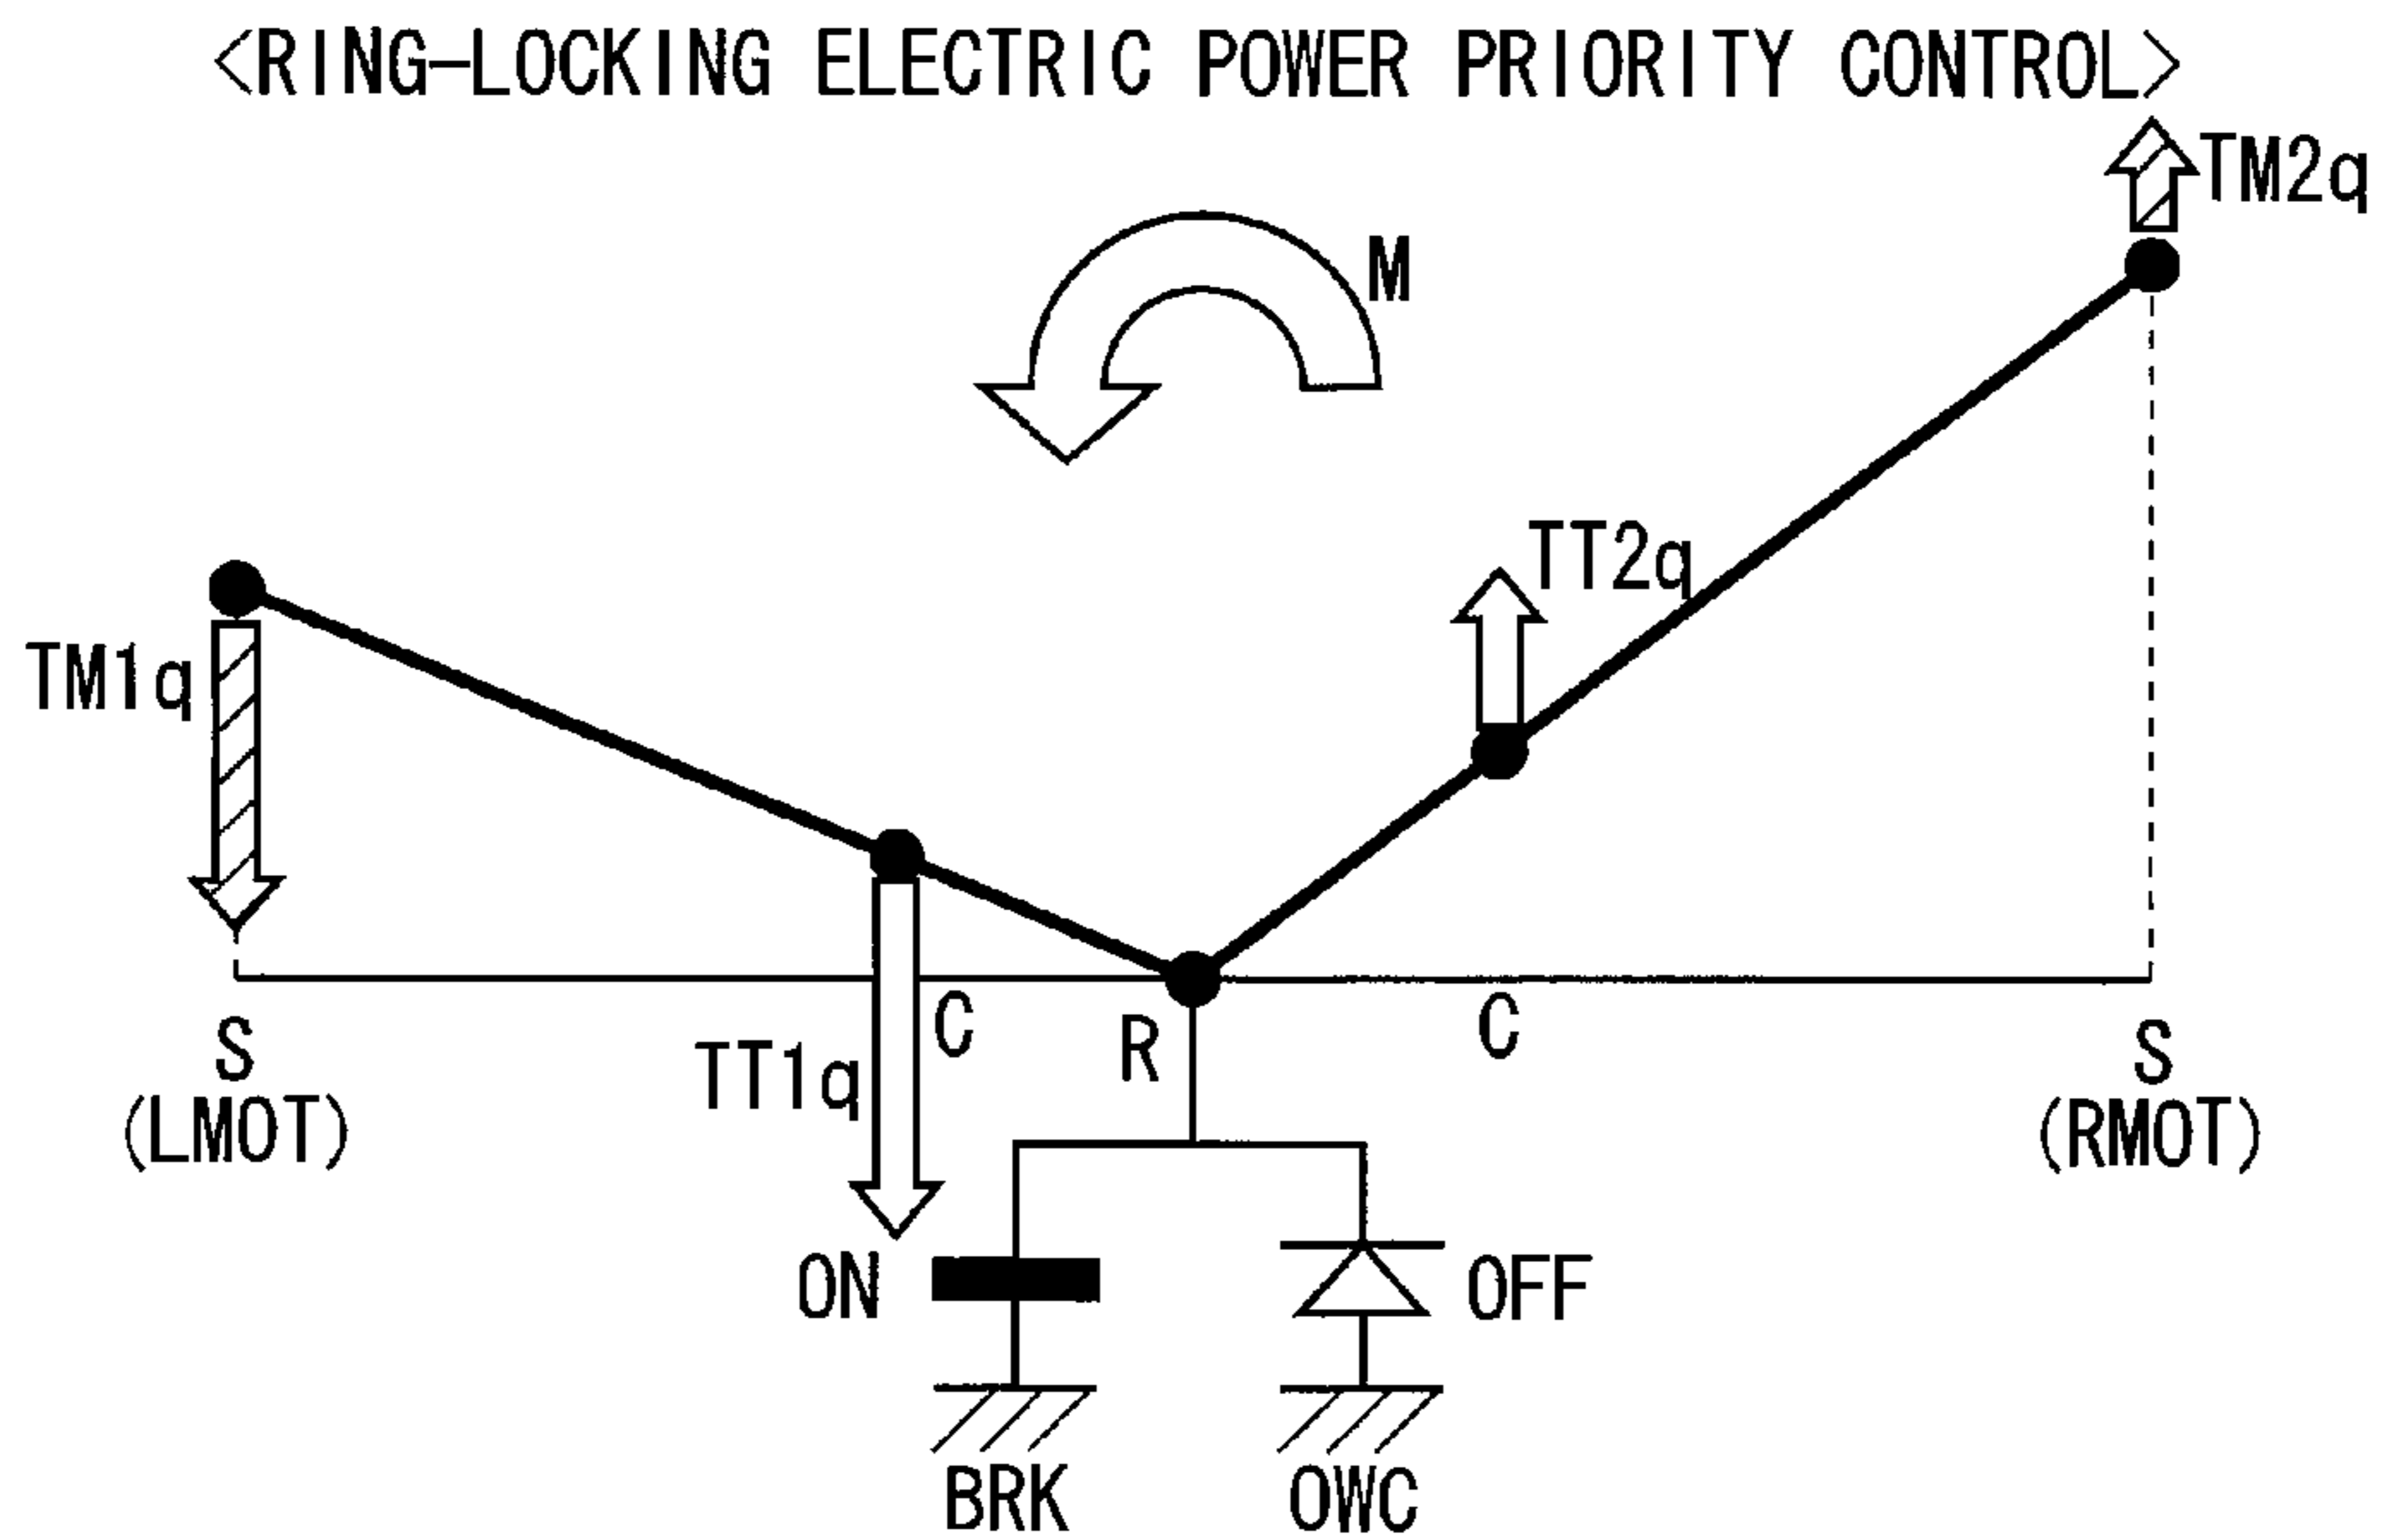 <RING-LOCKING ELECTRIC POWER PRIORITY CONTROL>
TM2q
M
TT2q
TM1q
C
C
R
S
S
TT1q
(LMOT)
(RMOT)
ON
OFF
BRK
OWC